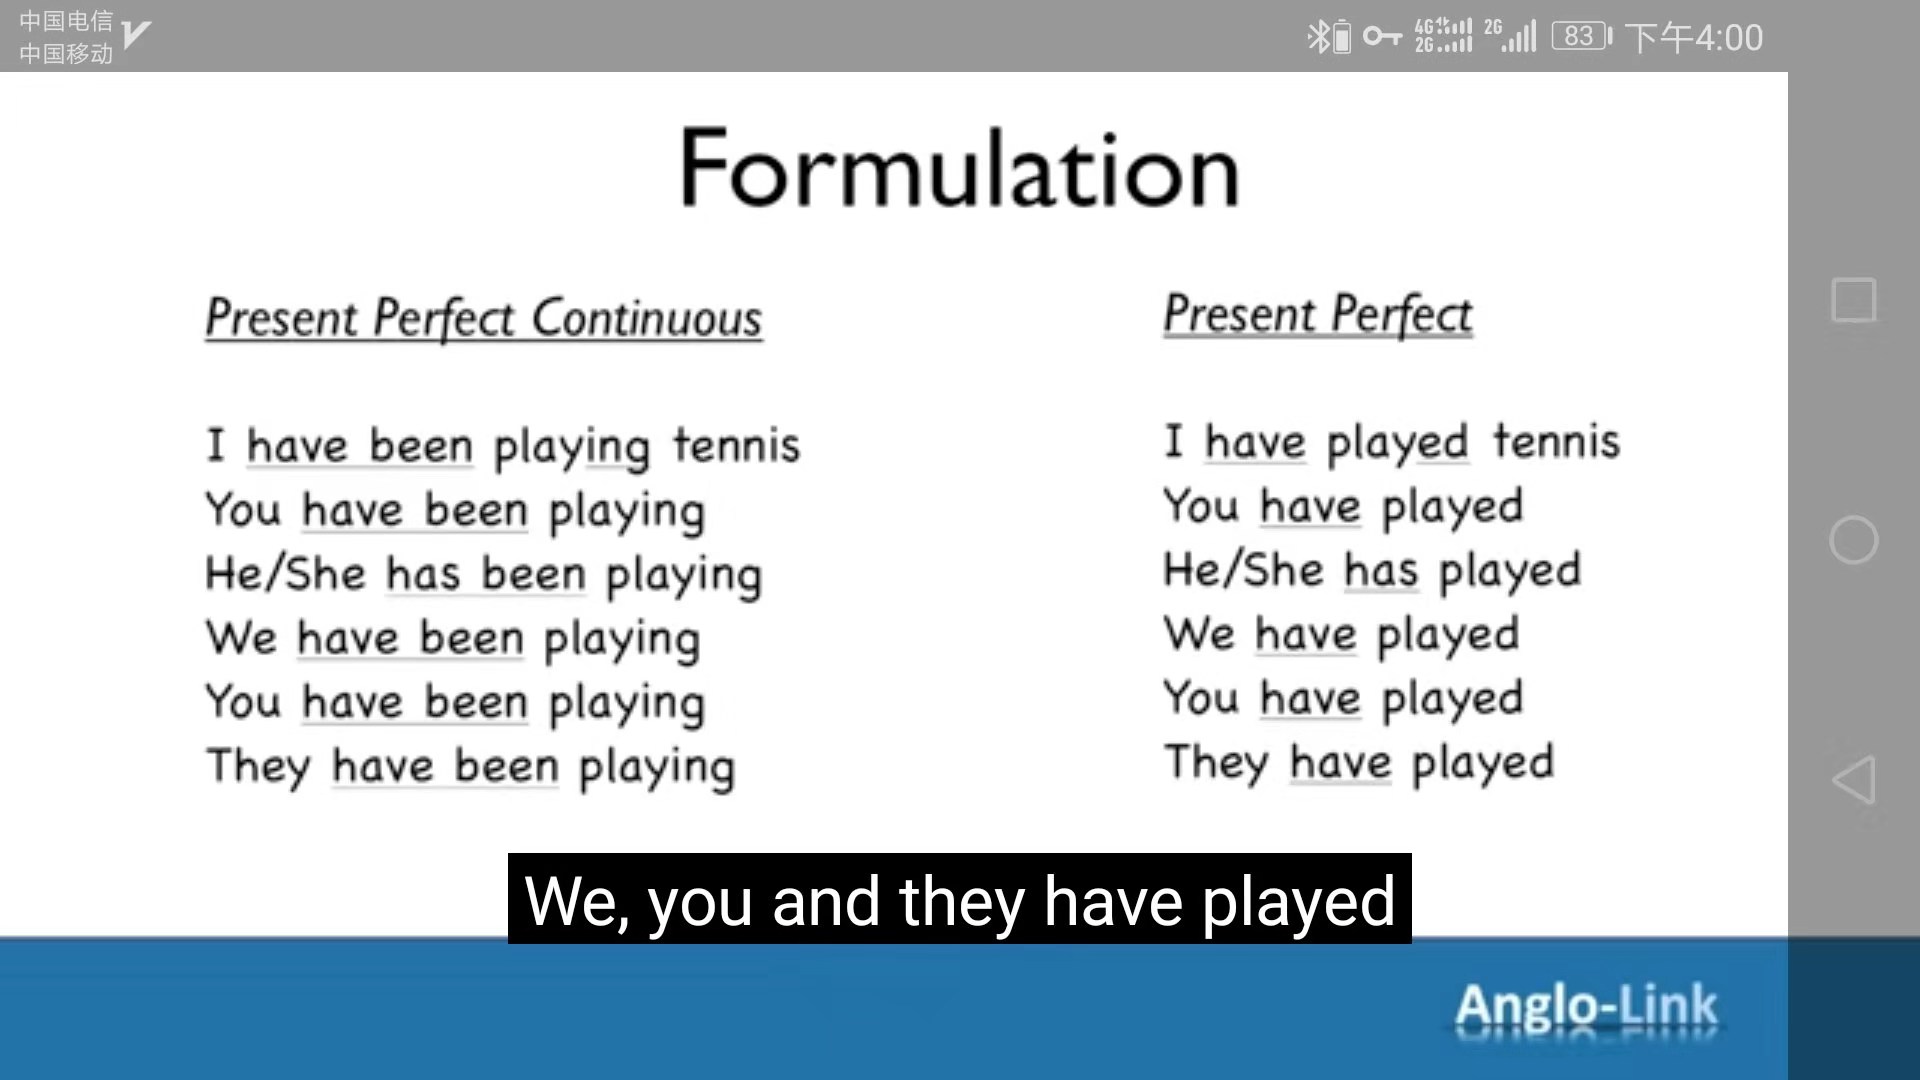 中国电信
中国移动
4G 2G 2G 83 下午4:00
Formulation
Present Perfect Continuous
I have been playing tennis
You have been playing
He/She has been playing
We have been playing
You have been playing
They have been playing
Present Perfect
I have played tennis
You have played
He/She has played
We have played
You have played
They have played
We, you and they have played
Anglo-Link